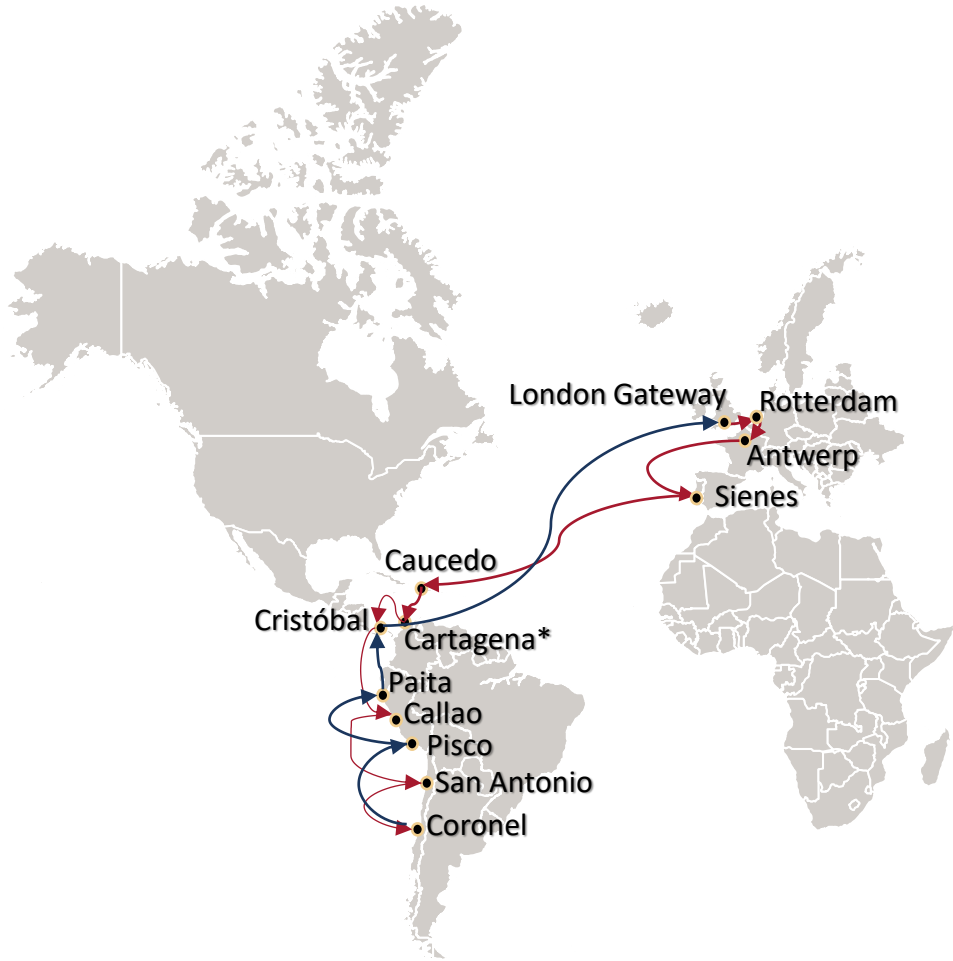 London Gateway
Rotterdam
Antwerp
Sienes
Caucedo
Cristóbal
Cartagena*
Paita
Callao
Pisco
San Antonio
Coronel